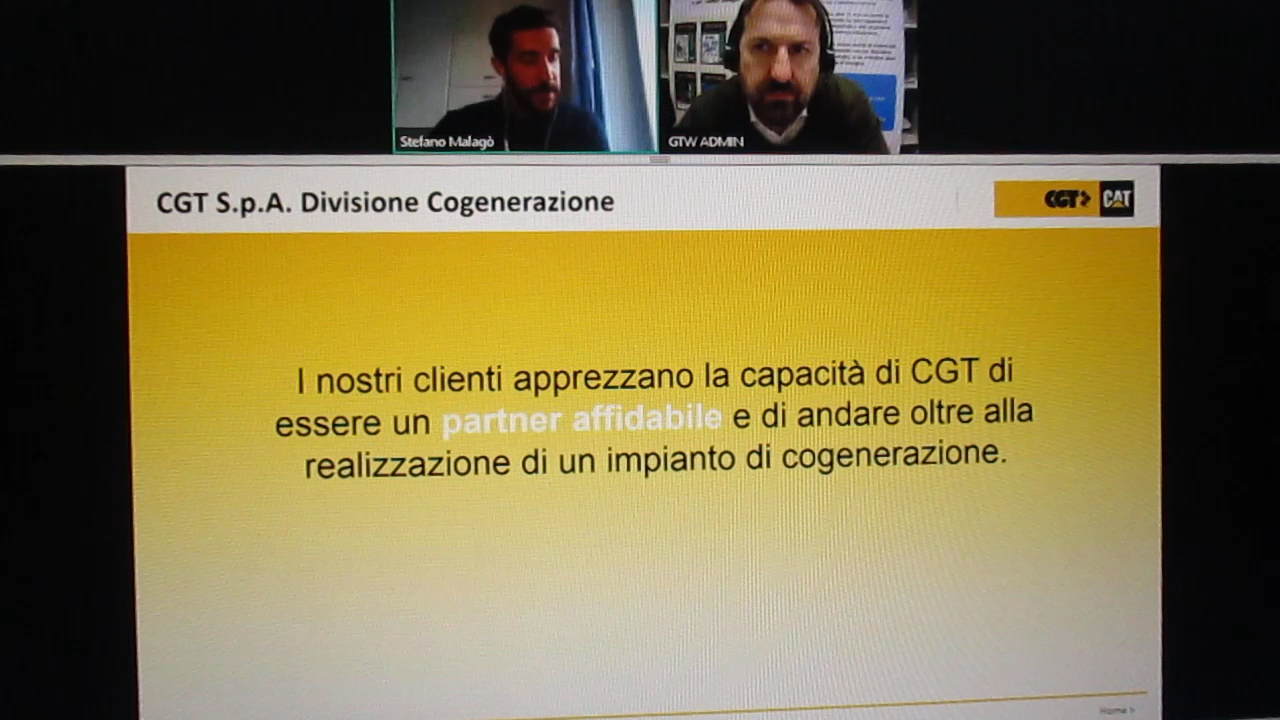 Stefano Malagò
GTW ADMIN
CGT S.p.A. Divisione Cogenerazione
CGT
CAT
I nostri clienti apprezzano la capacità di CGT di
essere un partner affidabile e di andare oltre alla
realizzazione di un impianto di cogenerazione.
Home >